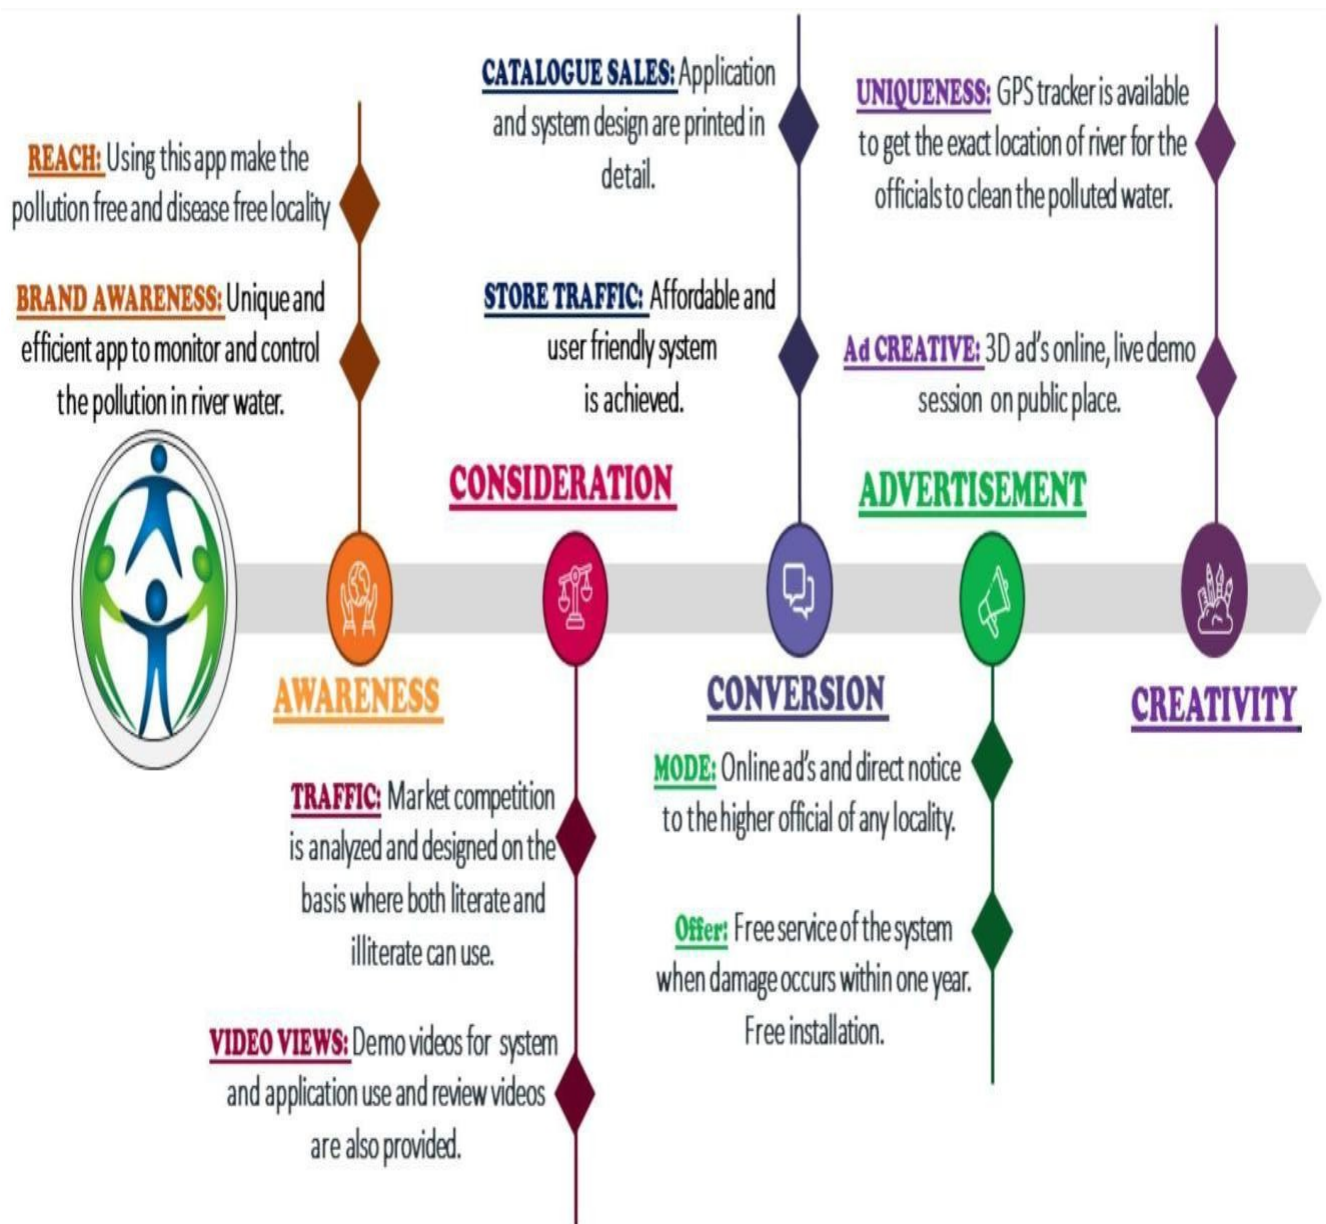 REACH: Using this app make the
pollution free and disease free locality
BRAND AWARENESS: Unique and
efficient app to monitor and control
the pollution in river water.
AWARENESS
CONSIDERATION
TRAFFIC: Market competition
is analyzed and designed on the
basis where both literate and
illiterate can use.
VIDEO VIEWS: Demo videos for system
and application use and review videos
are also provided.
CATALOGUE SALES: Application
and system design are printed in
detail.
STORE TRAFFIC: Affordable and
user friendly system
is achieved.
CONVERSION
ADVERTISEMENT
MODE: Online ad's and direct notice
to the higher official of any locality.
Offer: Free service of the system
when damage occurs within one year.
Free installation.
UNIQUENESS: GPS tracker is available
to get the exact location of river for the
officials to clean the polluted water.
Ad CREATIVE: 3D ad's online, live demo
session on public place.
CREATIVITY